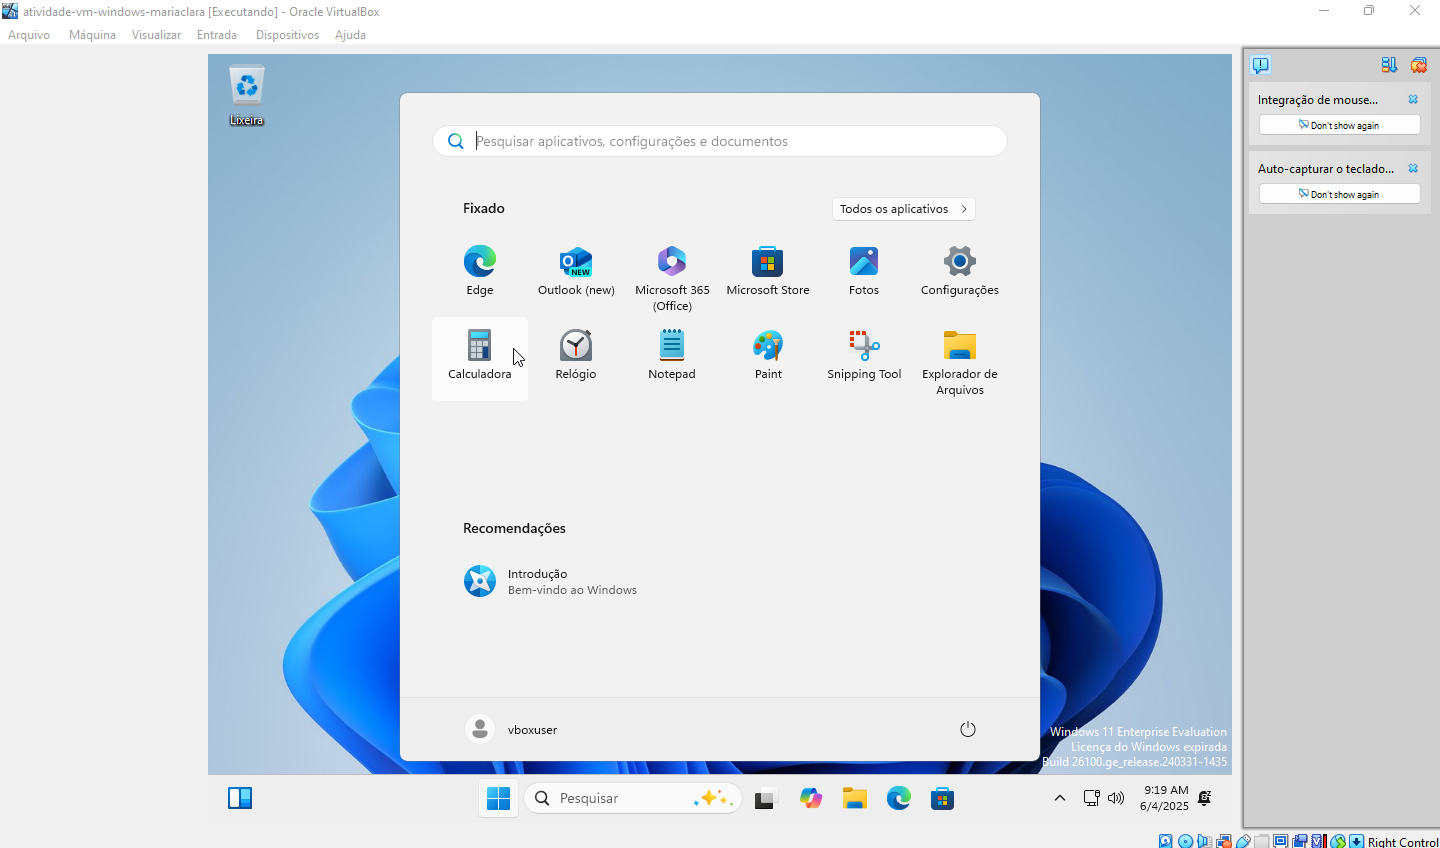 atividade-vm-windows-mariaclara [Executando] - Oracle VirtualBox
Arquivo Máquina Visualizar Entrada Dispositivos Ajuda
Lixeira
Pesquisar aplicativos, configurações e documentos
Fixado
Todos os aplicativos
Edge
Outlook (new)
Microsoft 365
(Office)
Microsoft Store
Fotos
Configurações
Calculadora
Relógio
Notepad
Paint
Snipping Tool
Explorador de
Arquivos
Recomendações
Introdução
Bem-vindo ao Windows
vboxuser
Windows 11 Enterprise Evaluation
Licença do Windows expirada
Build 26100.ge_release.240331-1435
Pesquisar
9:19 AM
6/4/2025
Integração de mouse...
Don't show again
Auto-capturar o teclado...
Don't show again
Right Control